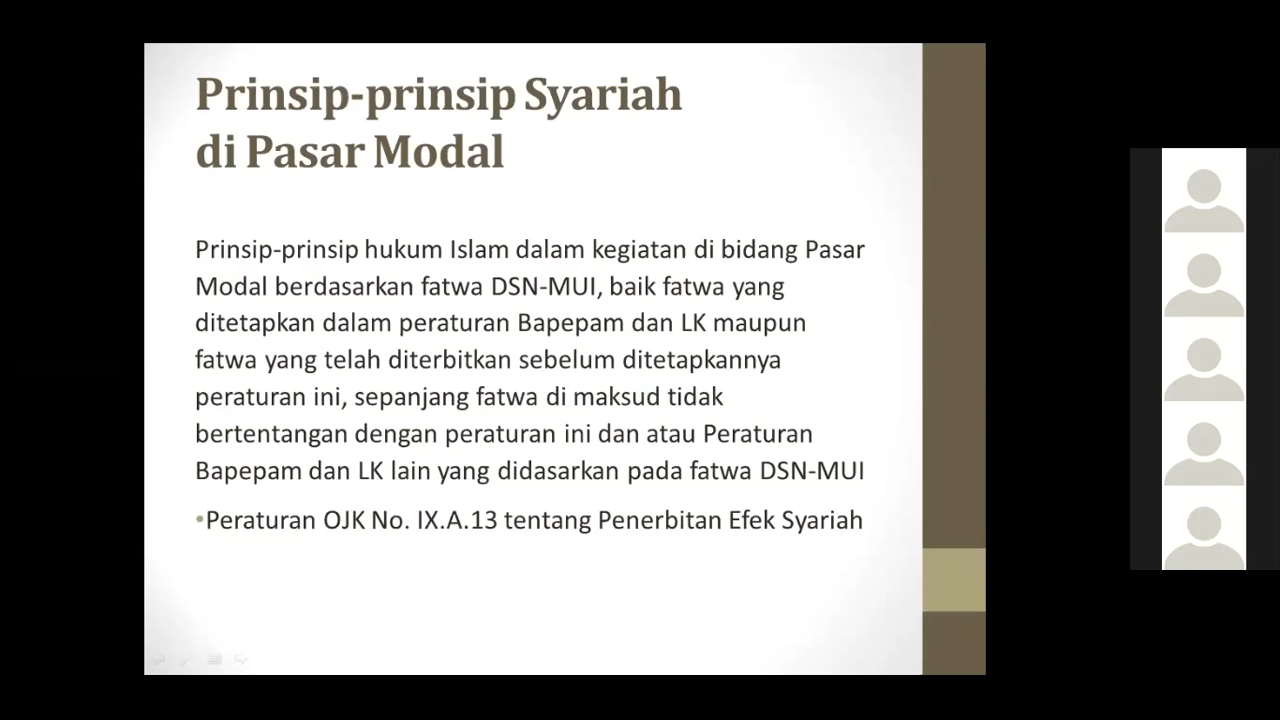 Prinsip-prinsip Syariah
di Pasar Modal
Prinsip-prinsip hukum Islam dalam kegiatan di bidang Pasar
Modal berdasarkan fatwa DSN-MUI, baik fatwa yang
ditetapkan dalam peraturan Bapepam dan LK maupun
fatwa yang telah diterbitkan sebelum ditetapkannya
peraturan ini, sepanjang fatwa di maksud tidak
bertentangan dengan peraturan ini dan atau Peraturan
Bapepam dan LK lain yang didasarkan pada fatwa DSN-MUI
•Peraturan OJK No. IX.A.13 tentang Penerbitan Efek Syariah